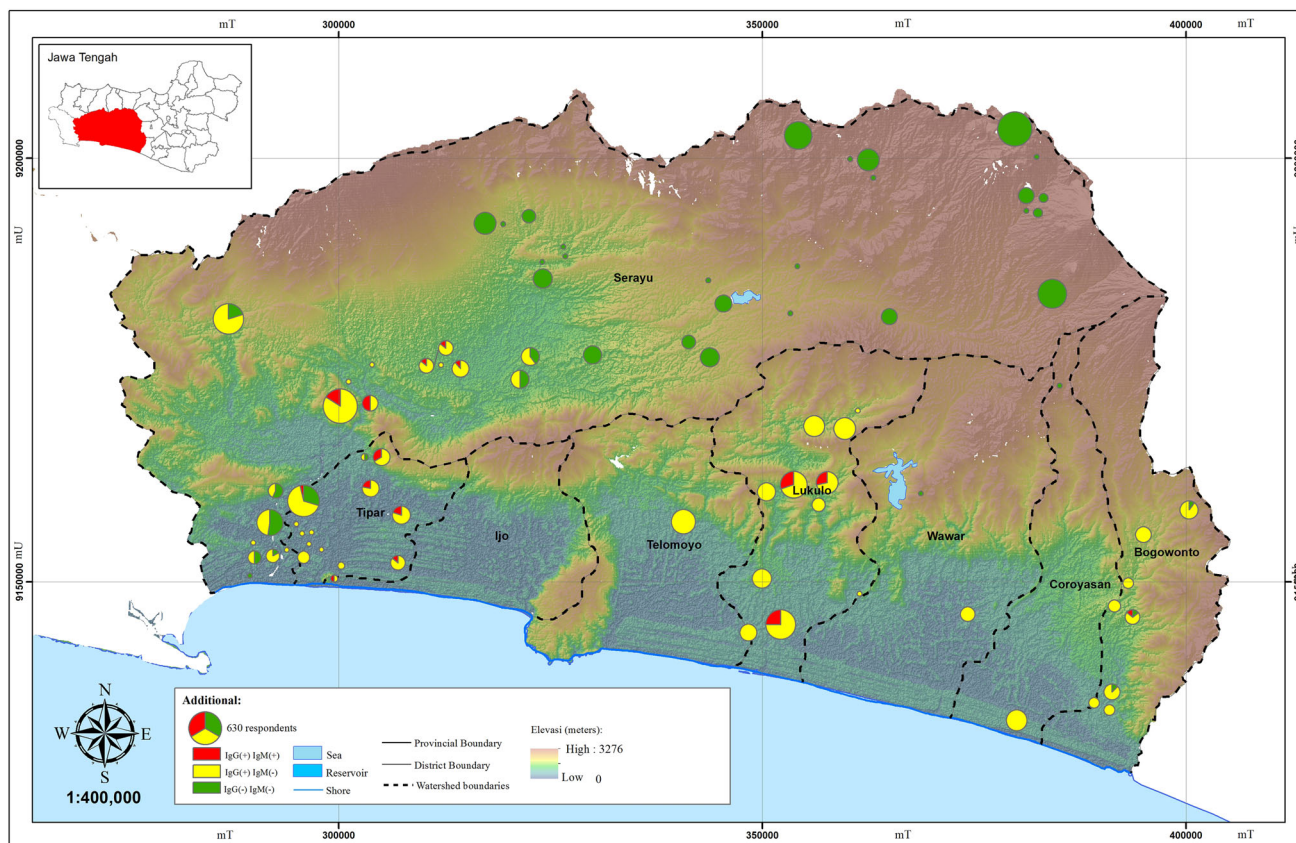 mT 300000 350000 mT 400000 mT
Jawa Tengah
9200000
mU
mU
Serayu
Lukulo
Tipar
Ijo
Telomoyo
Wawar
Bogowonto
Coroyasan
9150000 mU
Additional:
630 respondents
IgG(+) IgM(+)
IgG(+) IgM(-)
IgG(-) IgM(-)
Sea
Reservoir
Shore
Provincial Boundary
District Boundary
Watershed boundaries
Elevasi (meters):
High : 3276
Low 0
N
W E
S
1:400,000
mT 300000 350000 mT 400000 mT